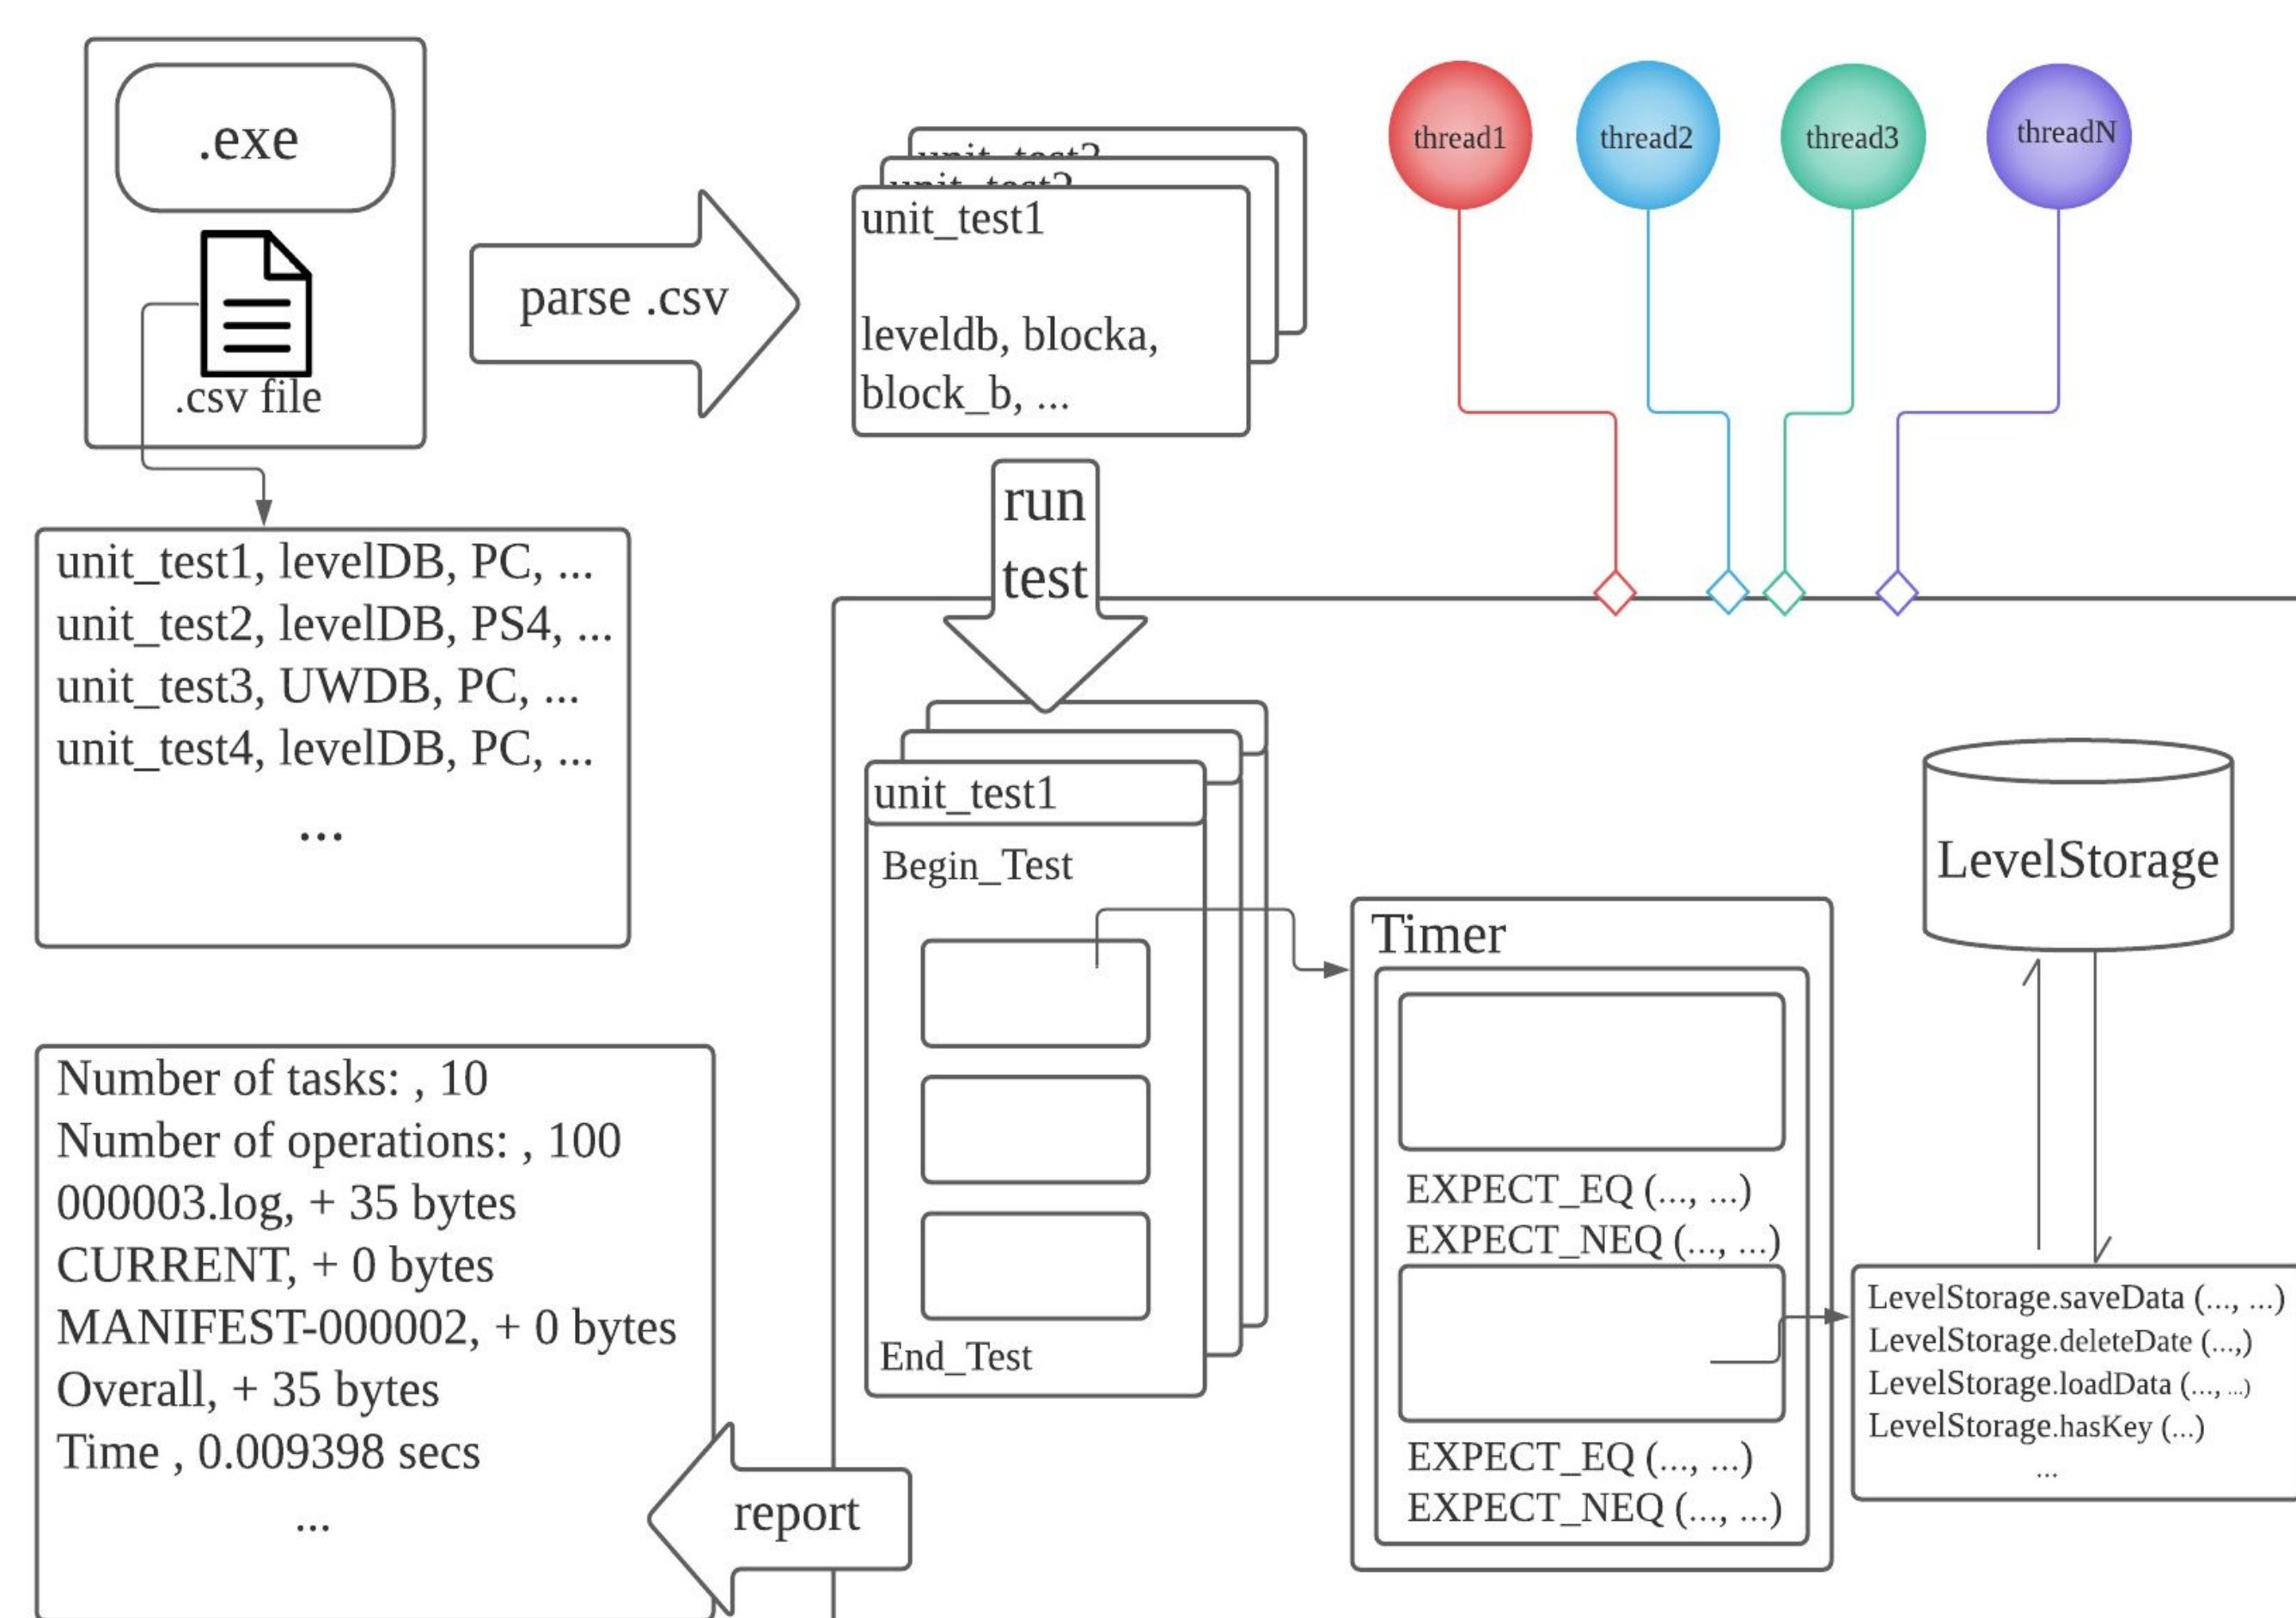 .exe
.csv file
parse .csv
unit_test1
leveldb, blocka,
block_b, ...
thread1
thread2
thread3
threadN
run
test
unit_test1, levelDB, PC, ...
unit_test2, levelDB, PS4, ...
unit_test3, UWDB, PC, ...
unit_test4, levelDB, PC, ...
...
unit_test1
Begin_Test
End_Test
Timer
EXPECT_EQ (..., ...)
EXPECT_NEQ (..., ...)
EXPECT_EQ (..., ...)
EXPECT_NEQ (..., ...)
LevelStorage
LevelStorage.saveData (..., ...)
LevelStorage.deleteDate (...,)
LevelStorage.loadData (..., ...)
LevelStorage.hasKey (...)
...
Number of tasks: , 10
Number of operations: , 100
000003.log, + 35 bytes
CURRENT, + 0 bytes
MANIFEST-000002, + 0 bytes
Overall, + 35 bytes
Time , 0.009398 secs
...
report